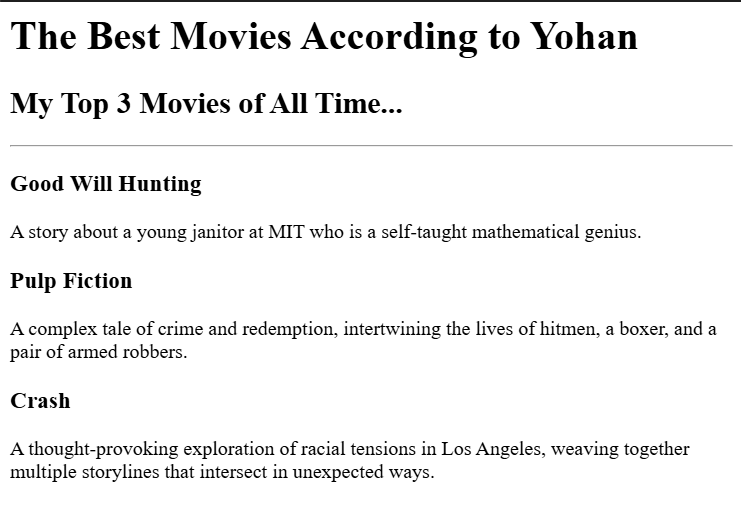 The Best Movies According to Yohan
My Top 3 Movies of All Time...
Good Will Hunting
A story about a young janitor at MIT who is a self-taught mathematical genius.
Pulp Fiction
A complex tale of crime and redemption, intertwining the lives of hitmen, a boxer, and a
pair of armed robbers.
Crash
A thought-provoking exploration of racial tensions in Los Angeles, weaving together
multiple storylines that intersect in unexpected ways.